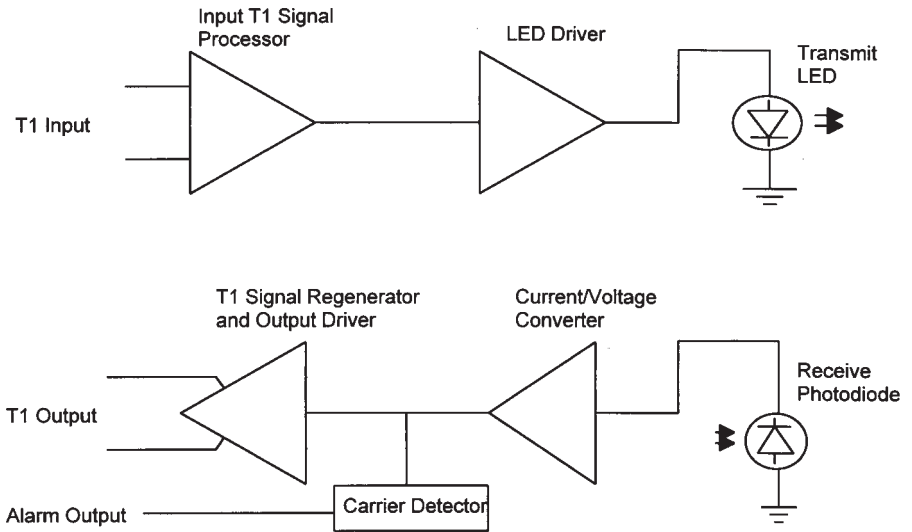 Input T1 Signal
Processor
LED Driver
Transmit
LED
T1 Input
T1 Signal Regenerator
and Output Driver
Current/Voltage
Converter
Receive
Photodiode
T1 Output
Carrier Detector
Alarm Output